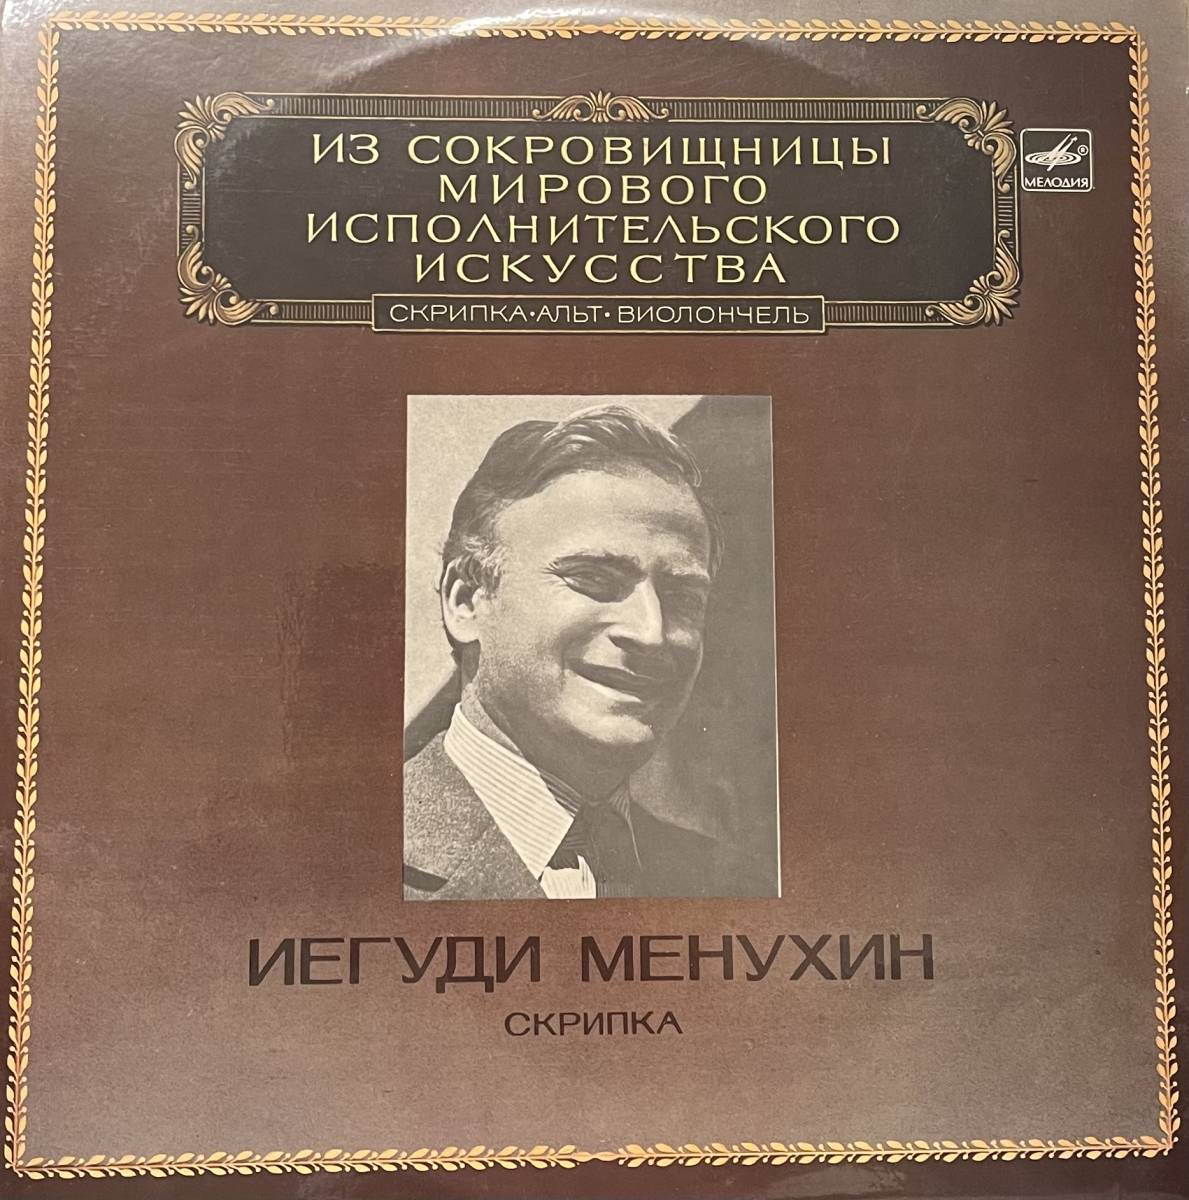 ИЗ СОКРОВИЩНИЦЫ
МИРОВОГО
ИСПОЛНИТЕЛЬСКОГО
ИСКУССТВА
МЕЛОДИЯ
®
СКРИПКА·АЛЬТ·ВИОЛОНЧЕЛЬ
ИЕГУДИ МЕНУХИН
СКРИПКА